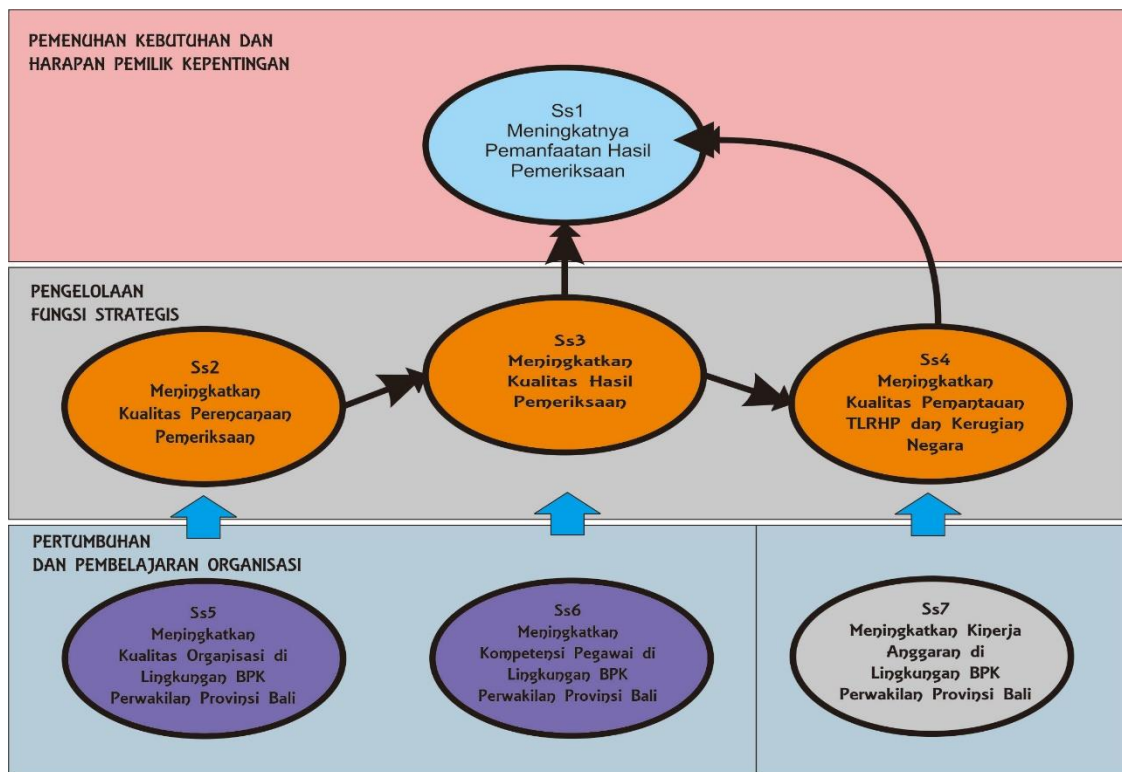 PEMENUHAN KEBUTUHAN DAN
HARAPAN PEMILIK KEPENTINGAN
Ss1
Meningkatnya
Pemanfaatan Hasil
Pemeriksaan
PENGELOLAAN
FUNGSI STRATEGIS
Ss2
Meningkatkan
Kualitas Perencanaan
Pemeriksaan
Ss3
Meningkatkan
Kualitas Hasil
Pemeriksaan
Ss4
Meningkatkan
Kualitas Pemantauan
TLRHP dan Kerugian
Negara
PERTUMBUHAN
DAN PEMBELAJARAN ORGANISASI
Ss5
Meningkatkan
Kualitas Organisasi di
Lingkungan BPK
Perwakilan Provinsi Bali
Ss6
Meningkatkan
Kompetensi Pegawai di
Lingkungan BPK
Perwakilan Provinsi Bali
Ss7
Meningkatkan Kinerja
Anggaran di
Lingkungan BPK
Perwakilan Provinsi Bali